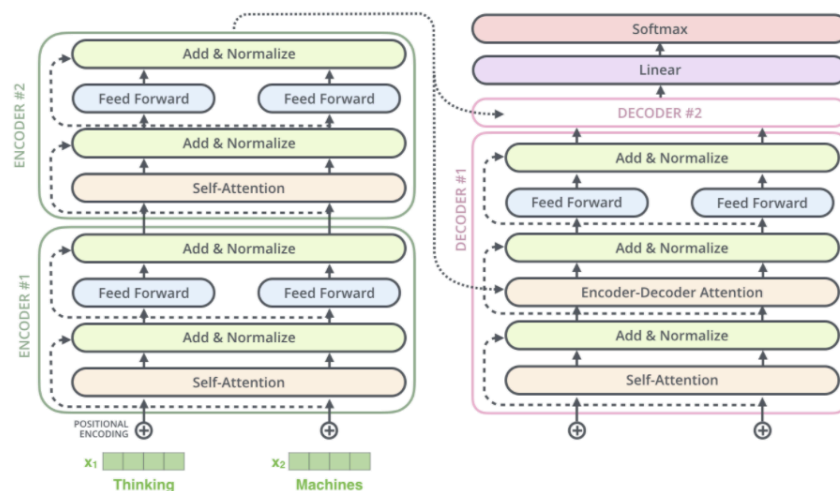 ENCODER #2
Add & Normalize
Feed Forward
Feed Forward
Add & Normalize
Self-Attention
ENCODER #1
Add & Normalize
Feed Forward
Feed Forward
Add & Normalize
Self-Attention
POSITIONAL
ENCODING
x₁
x₂
Thinking
Machines
Softmax
Linear
DECODER #2
DECODER #1
Add & Normalize
Feed Forward
Feed Forward
Add & Normalize
Encoder-Decoder Attention
Add & Normalize
Self-Attention